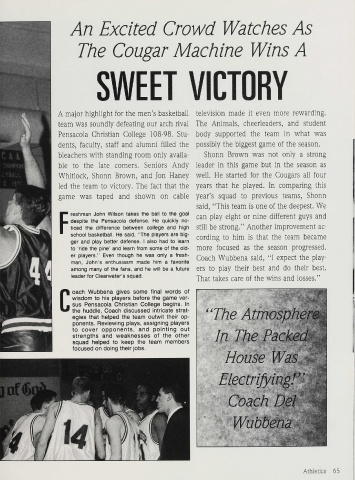 An Excited Crowd Watches As
The Cougar Machine Wins A
SWEET VICTORY
A major highlight for the men's basketball
team was soundly defeating our arch rival
Pensacola Christian College 108-98. Stu-
dents, faculty, staff and alumni filled the
bleachers with standing room only availa-
ble to the late comers. Seniors Andy
Whitlock, Shonn Brown, and Jon Haney
led the team to victory. The fact that the
game was taped and shown on cable
television made it even more rewarding.
The Animals, cheerleaders, and student
body supported the team in what was
possibly the biggest game of the season.
Shonn Brown was not only a strong
leader in this game but in the season as
well. He started for the Cougars all four
years that he played. In comparing this
year's squad to previous teams, Shonn
said, "This team is one of the deepest. We
can play eight or nine different guys and
still be strong." Another improvement ac-
cording to him is that the team became
more focused as the season progressed.
Coach Wubbena said, "I expect the play-
ers to play their best and do their best.
That takes care of the wins and losses."
Freshman John Wilson takes the ball to the goal
despite the Pensacola defense. He quickly no-
ticed the difference between college and high
school basketball. He said, "The players are big-
ger and play better defense. I also had to learn
to 'ride the pine' and learn from some of the old-
er players." Even though he was only a fresh-
man, John's enthusiasm made him a favorite
among many of the fans, and he will be a future
leader for Clearwater's squad.
Coach Wubbena gives some final words of
wisdom to his players before the game ver-
sus Pensacola Christian College begins. In
the huddle, Coach discussed intricate strat-
egies that helped the team outwit their op-
ponents. Reviewing plays, assigning players
to cover opponents, and pointing out
strengths and weaknesses of the other
squad helped to keep the team members
focused on doing their jobs.
"The Atmosphere
In The Packed
House Was
Electrifying!"
Coach Del
Wubbena
44
y of God
14
Athletics 65